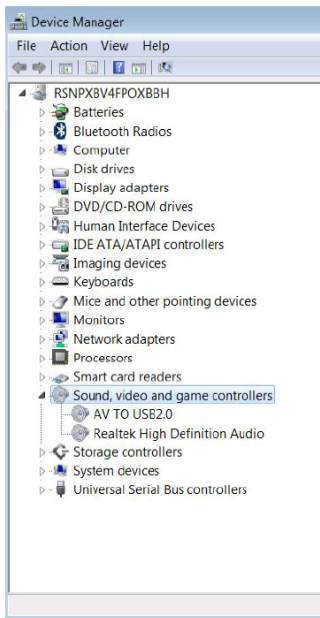 Device Manager
File Action View Help
RSNPXBV4FPOXBBH
Batteries
Bluetooth Radios
Computer
Disk drives
Display adapters
DVD/CD-ROM drives
Human Interface Devices
IDE ATA/ATAPI controllers
Imaging devices
Keyboards
Mice and other pointing devices
Monitors
Network adapters
Processors
Smart card readers
Sound, video and game controllers
AV TO USB2.0
Realtek High Definition Audio
Storage controllers
System devices
Universal Serial Bus controllers